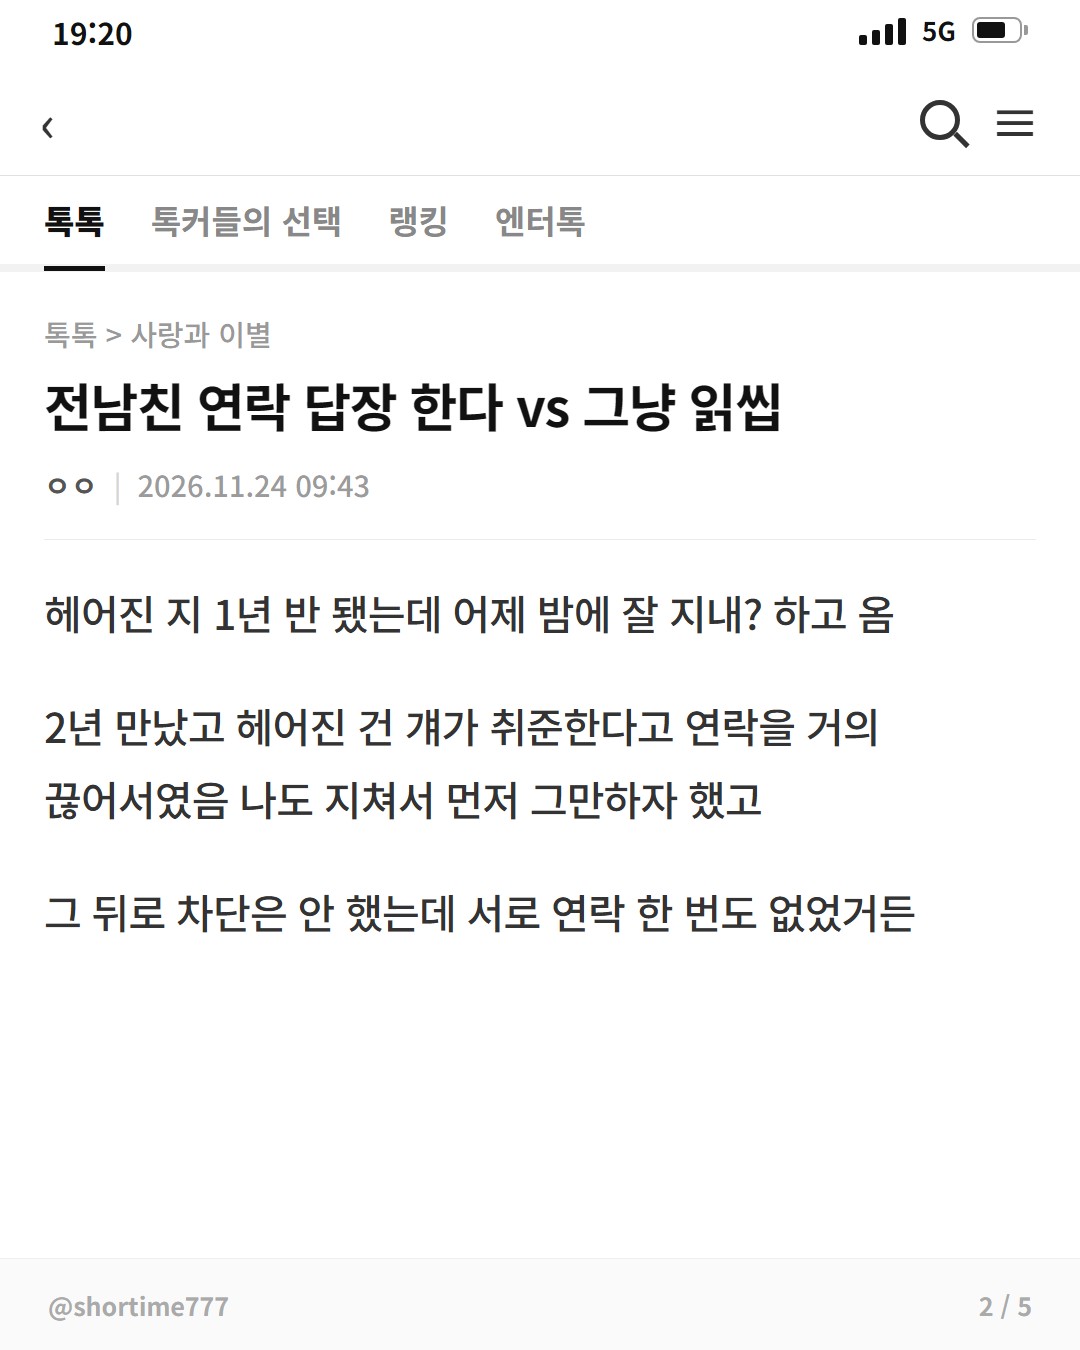 19:20
5G
톡톡 톡커들의 선택 랭킹 엔터톡
톡톡 > 사랑과 이별
전남친 연락 답장 한다 vs 그냥 읽씹
ㅇㅇ | 2026.11.24 09:43
헤어진 지 1년 반 됐는데 어제 밤에 잘 지내? 하고 옴
2년 만났고 헤어진 건 걔가 취준한다고 연락을 거의
끊어서였음 나도 지쳐서 먼저 그만하자 했고
그 뒤로 차단은 안 했는데 서로 연락 한 번도 없었거든
@shortime777
2 / 5